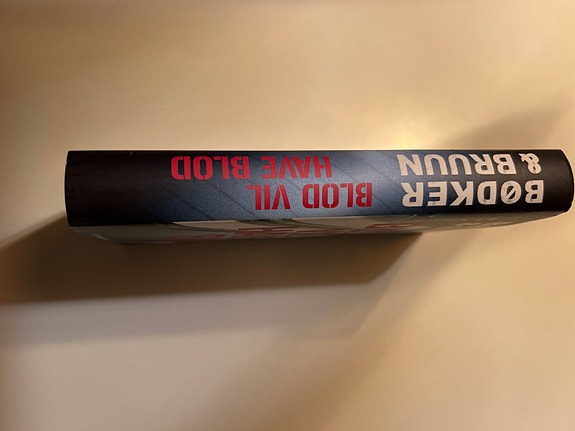 BØDKER
& BRUUN
BLOD VIL
HAVE BLOD